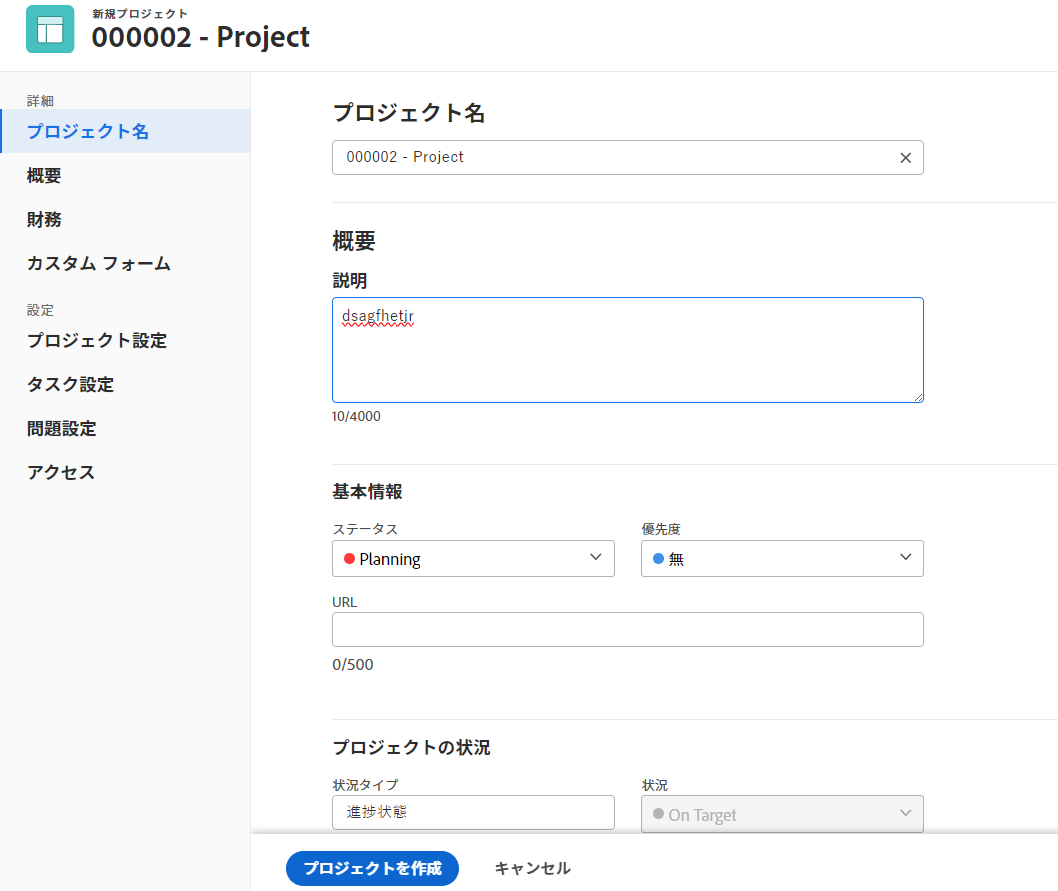 新規プロジェクト
000002 - Project
詳細
プロジェクト名
概要
財務
カスタム フォーム
設定
プロジェクト設定
タスク設定
問題設定
アクセス
プロジェクト名
000002 - Project
概要
説明
dsagfhetjr
10/4000
基本情報
ステータス 優先度
Planning 無
URL
0/500
プロジェクトの状況
状況タイプ 状況
進捗状態 On Target
プロジェクトを作成 キャンセル